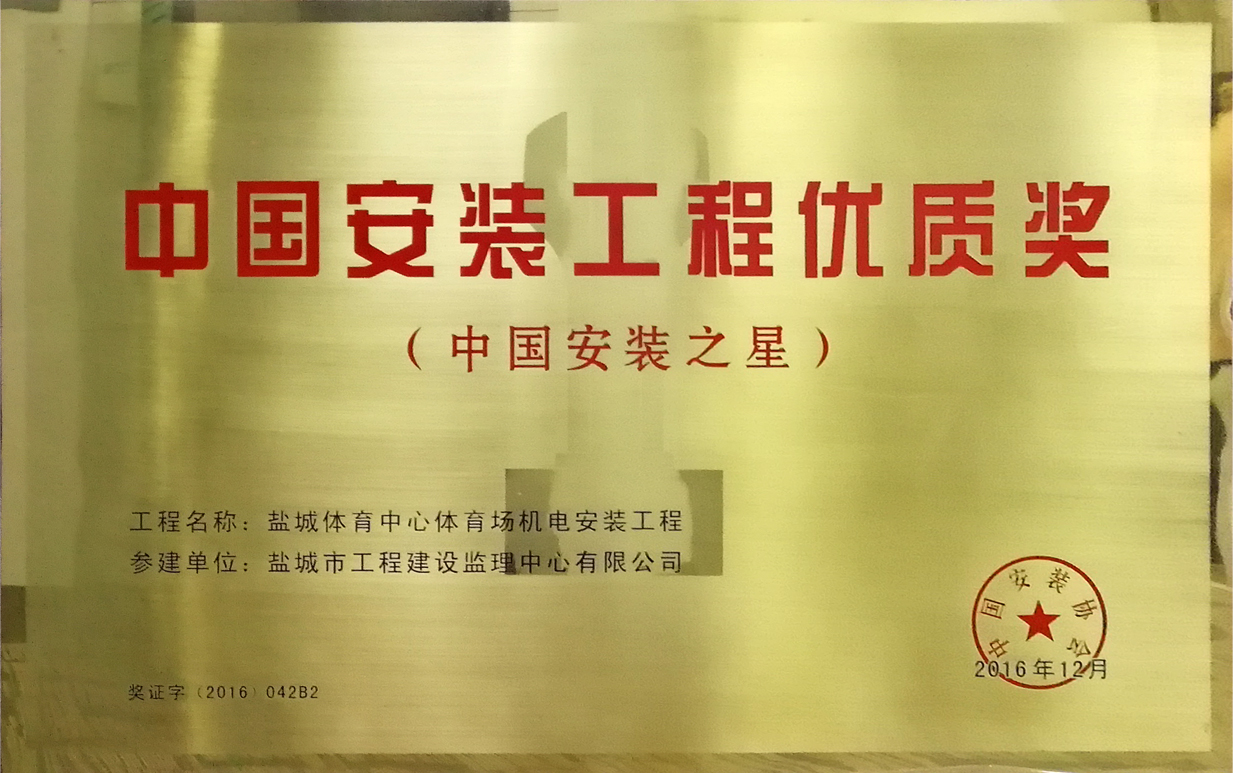 中国安装工程优质奖
（中国安装之星）
工程名称：盐城体育中心体育场机电安装工程
参建单位：盐城市工程建设监理中心有限公司
中国安装协会
2016年12月
奖证字（2016）042B2